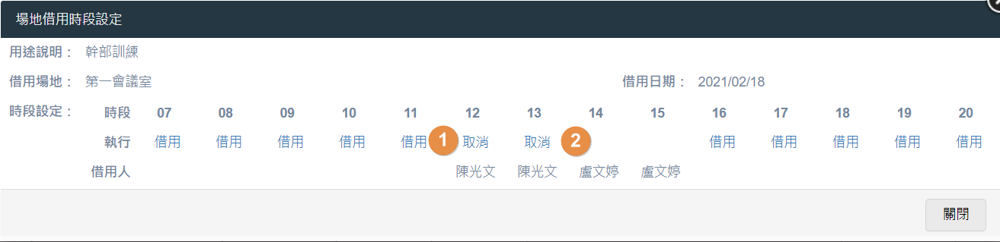 場地借用時段設定
用途說明： 幹部訓練
借用場地： 第一會議室 借用日期： 2021/02/18
時段設定： 時段 07 08 09 10 11 12 13 14 15 16 17 18 19 20
執行 借用 借用 借用 借用 借用 1 取消 取消 2 借用 借用 借用 借用 借用
借用人 陳光文 陳光文 盧文婷 盧文婷
關閉